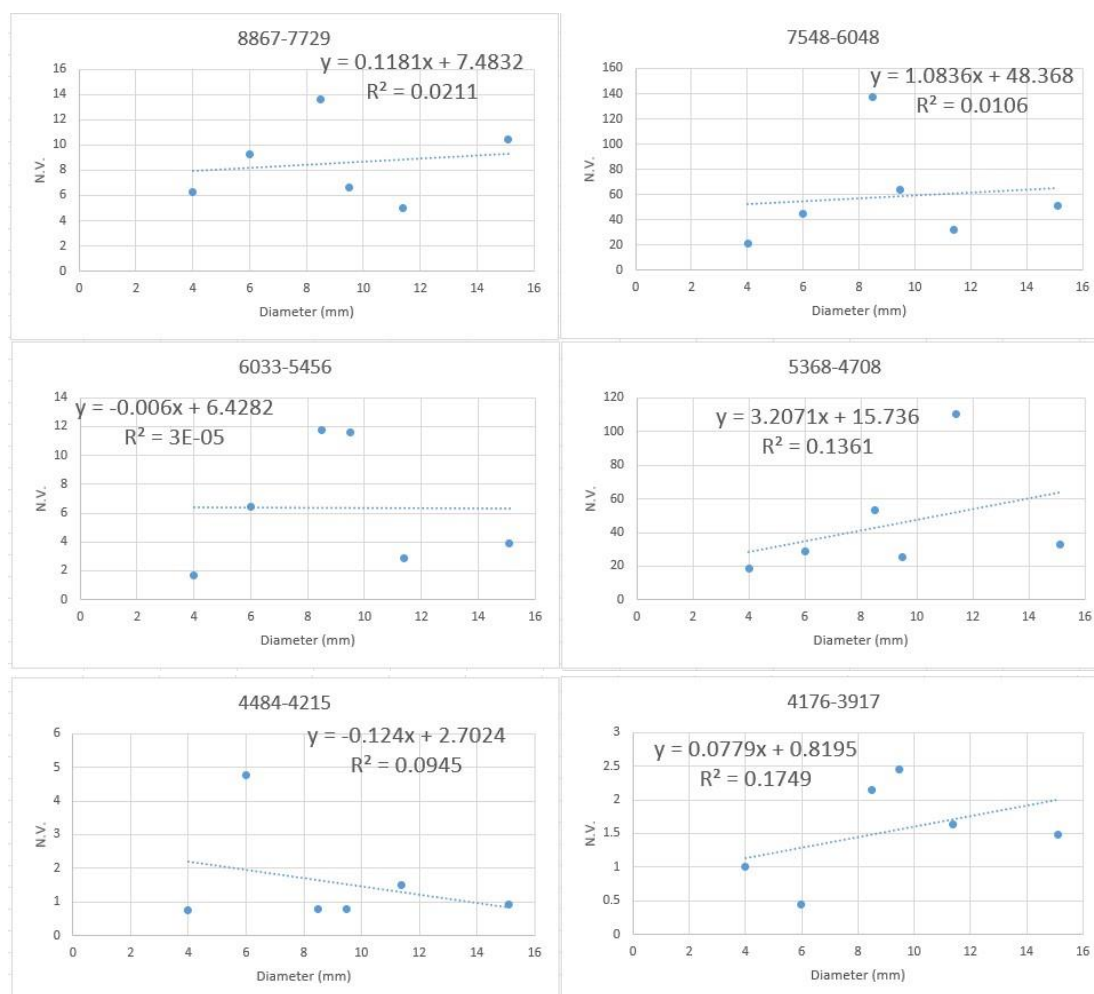 8867-7729
y = 0.1181x + 7.4832
R² = 0.0211
16
14
12
10
8
6
4
2
0
N.V.
0 2 4 6 8 10 12 14 16
Diameter (mm)
7548-6048
y = 1.0836x + 48.368
R² = 0.0106
160
140
120
100
80
60
40
20
0
N.V.
0 2 4 6 8 10 12 14 16
Diameter (mm)
6033-5456
y = -0.006x + 6.4282
R² = 3E-05
14
12
10
8
6
4
2
0
N.V.
0 2 4 6 8 10 12 14 16
Diameter (mm)
5368-4708
y = 3.2071x + 15.736
R² = 0.1361
120
100
80
60
40
20
0
N.V.
0 2 4 6 8 10 12 14 16
Diameter (mm)
4484-4215
y = -0.124x + 2.7024
R² = 0.0945
6
5
4
3
2
1
0
N.V.
0 2 4 6 8 10 12 14 16
Diameter (mm)
4176-3917
y = 0.0779x + 0.8195
R² = 0.1749
3
2.5
2
1.5
1
0.5
0
N.V.
0 2 4 6 8 10 12 14 16
Diameter (mm)